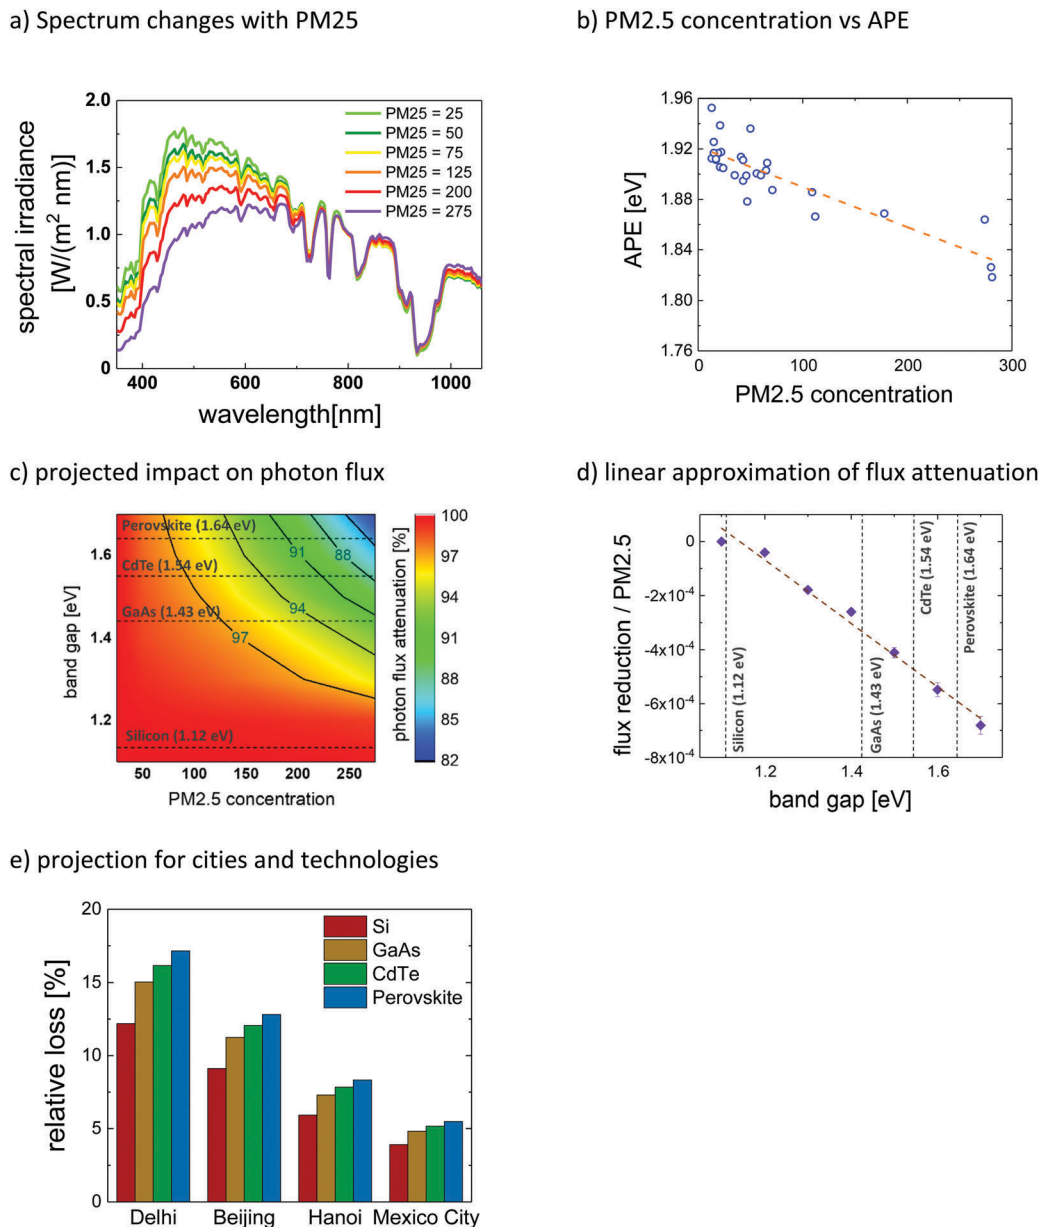 a) Spectrum changes with PM25
b) PM2.5 concentration vs APE
spectral irradiance
[W/(m² nm)]
2.0
1.5
1.0
0.5
0
PM25 = 25
PM25 = 50
PM25 = 75
PM25 = 125
PM25 = 200
PM25 = 275
400
600
800
1000
wavelength[nm]
APE [eV]
1.96
1.92
1.88
1.84
1.80
1.76
0
100
200
300
PM2.5 concentration
c) projected impact on photon flux
d) linear approximation of flux attenuation
band gap [eV]
1.6
1.4
1.2
Perovskite (1.64 eV)
CdTe (1.54 eV)
GaAs (1.43 eV)
Silicon (1.12 eV)
91
88
94
97
50
100
150
200
250
PM2.5 concentration
photon flux attenuation [%]
100
97
94
91
88
85
82
flux reduction / PM2.5
0
-2x10⁻⁴
-4x10⁻⁴
-6x10⁻⁴
-8x10⁻⁴
Silicon (1.12 eV)
GaAs (1.43 eV)
CdTe (1.54 eV)
Perovskite (1.64 eV)
1.2
1.4
1.6
band gap [eV]
e) projection for cities and technologies
relative loss [%]
20
15
10
5
0
Si
GaAs
CdTe
Perovskite
Delhi
Beijing
Hanoi
Mexico City